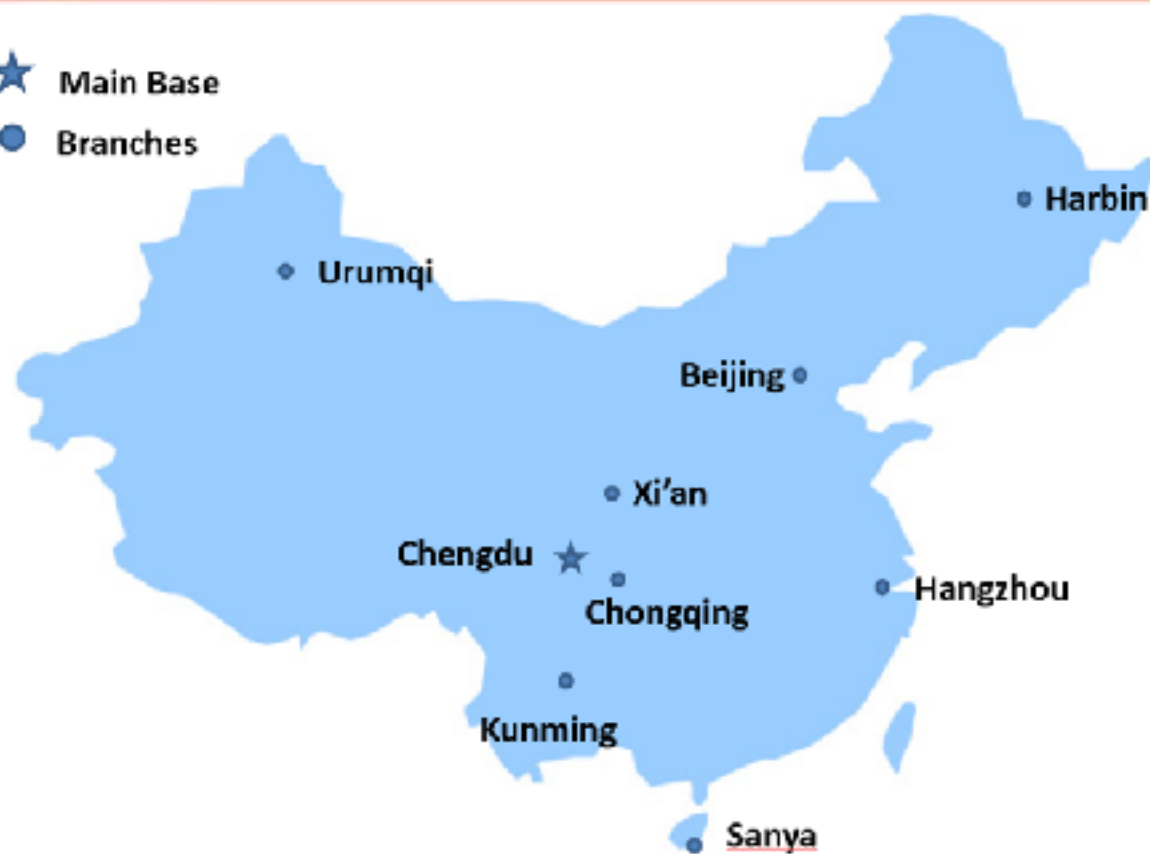 Main Base
Branches
Harbin
Urumqi
Beijing
Xi’an
Chengdu
Chongqing
Hangzhou
Kunming
Sanya